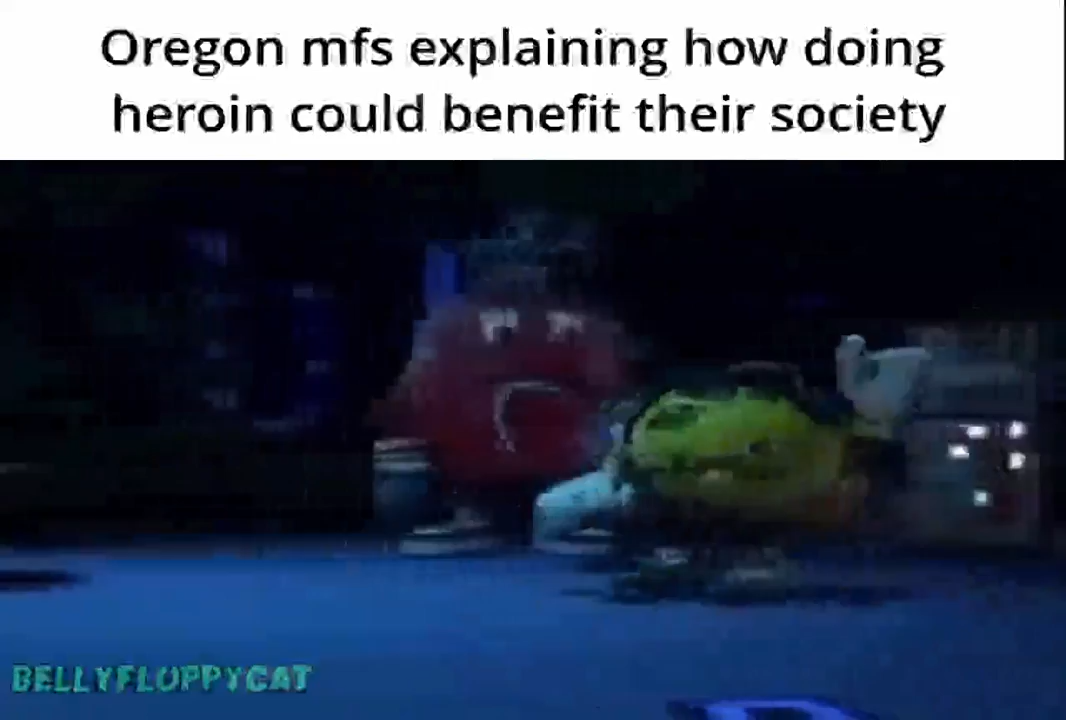 Oregon mfs explaining how doing
heroin could benefit their society
BELLYFLOPPYCAT